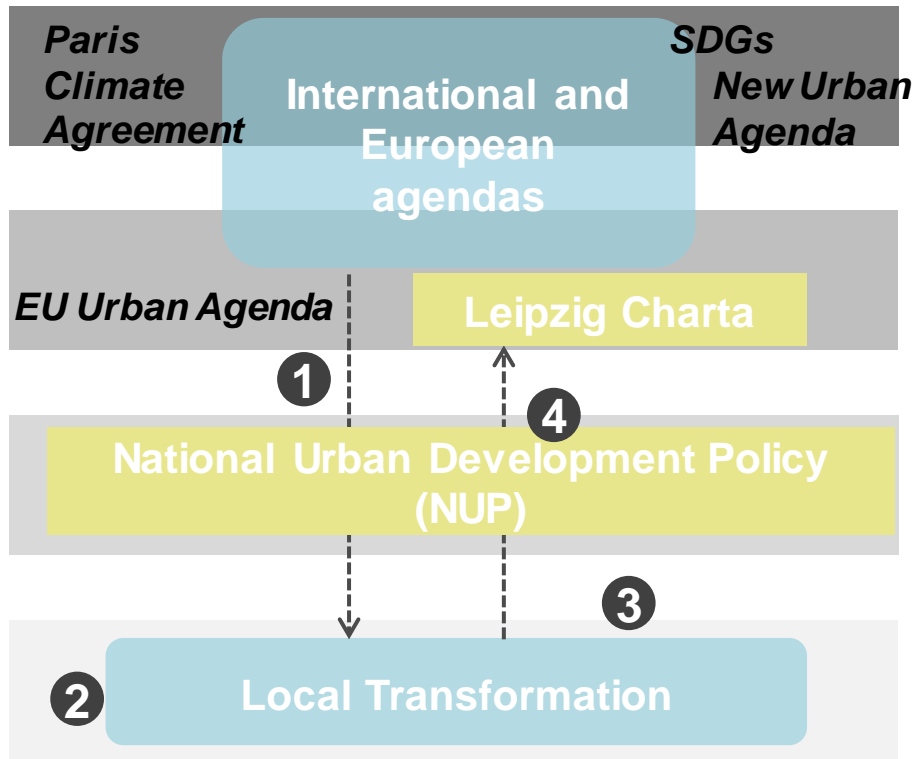 Paris
Climate
Agreement
International and
European
agendas
SDGs
New Urban
Agenda
EU Urban Agenda
Leipzig Charta
1
4
National Urban Development Policy
(NUP)
3
2
Local Transformation